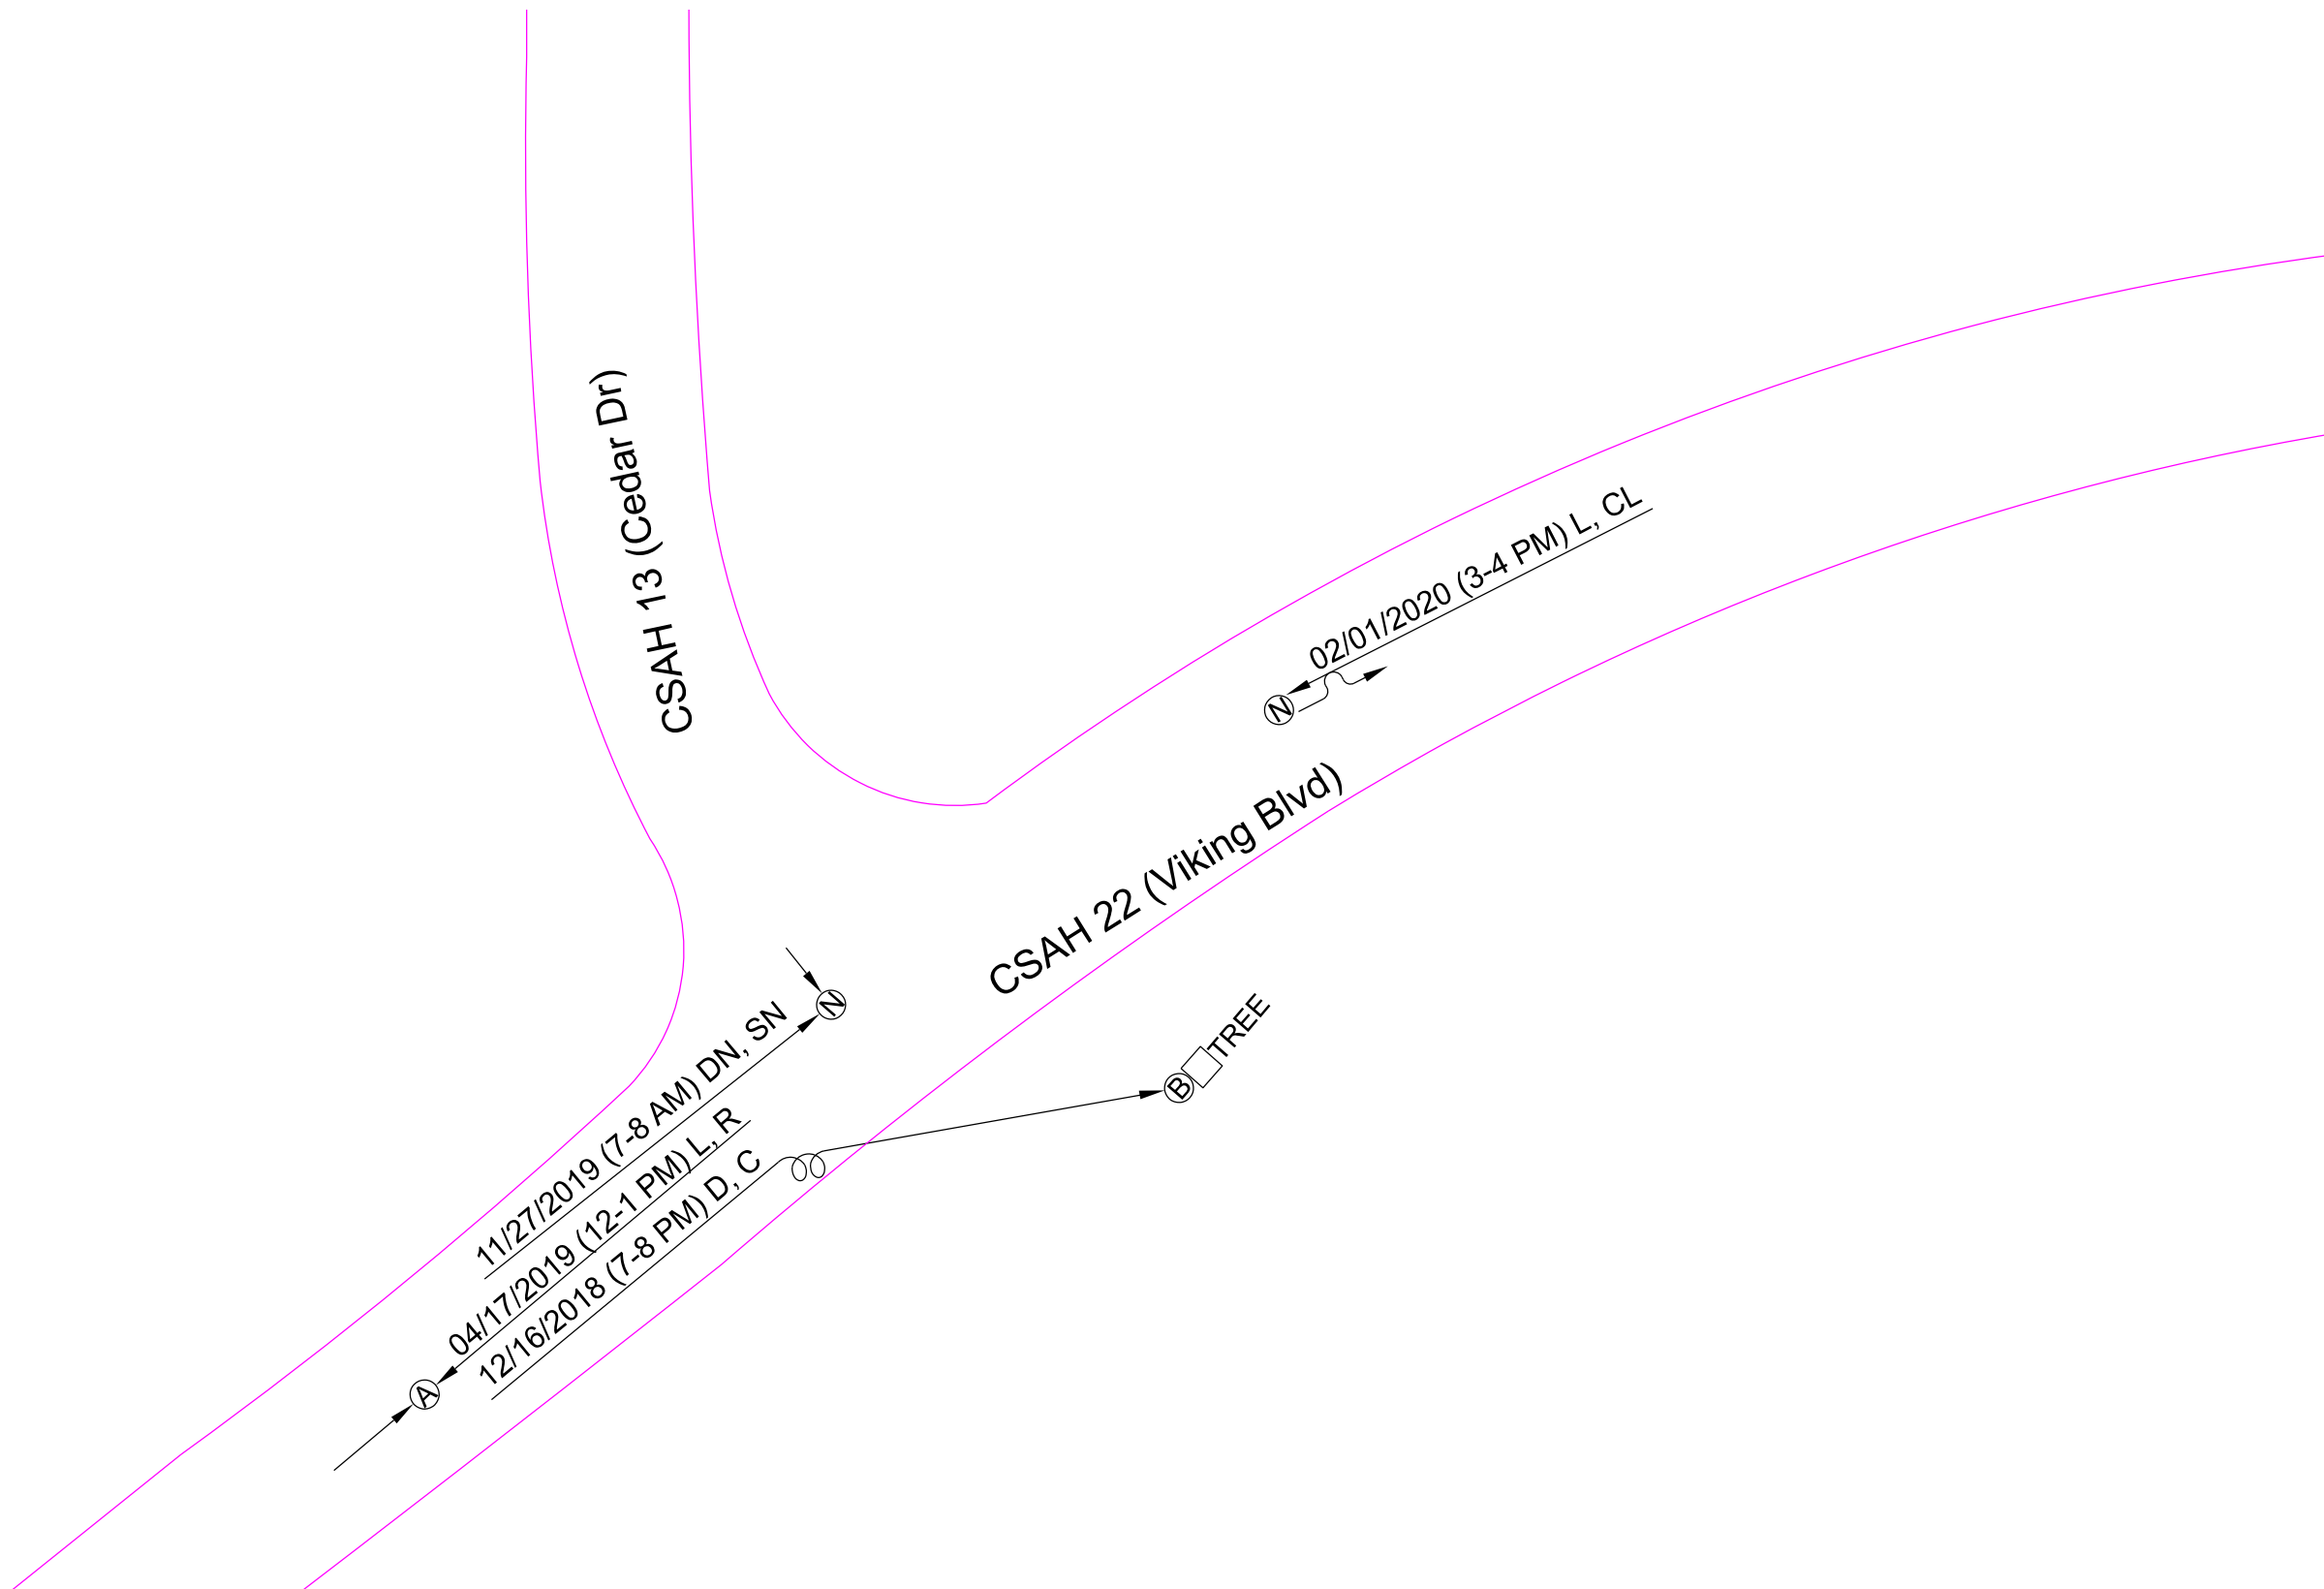 CSAH 13 (Cedar Dr)
02/01/2020 (3-4 PM) L, CL
N
CSAH 22 (Viking Blvd)
N
11/27/2019 (7-8 AM) DN, SN
TREE
B
04/17/2019 (12-1 PM) L, R
12/16/2018 (7-8 PM) D, C
A